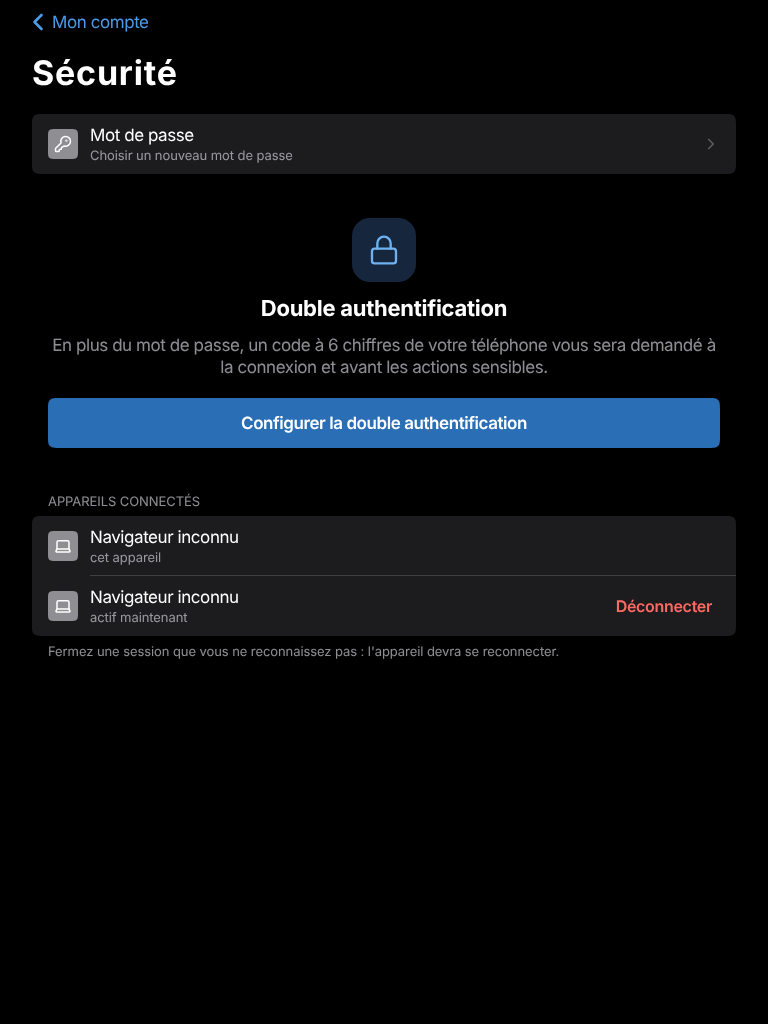 Mon compte
Sécurité
Mot de passe
Choisir un nouveau mot de passe
Double authentification
En plus du mot de passe, un code à 6 chiffres de votre téléphone vous sera demandé à
la connexion et avant les actions sensibles.
Configurer la double authentification
APPAREILS CONNECTÉS
Navigateur inconnu
cet appareil
Navigateur inconnu
actif maintenant
Déconnecter
Fermez une session que vous ne reconnaissez pas : l'appareil devra se reconnecter.